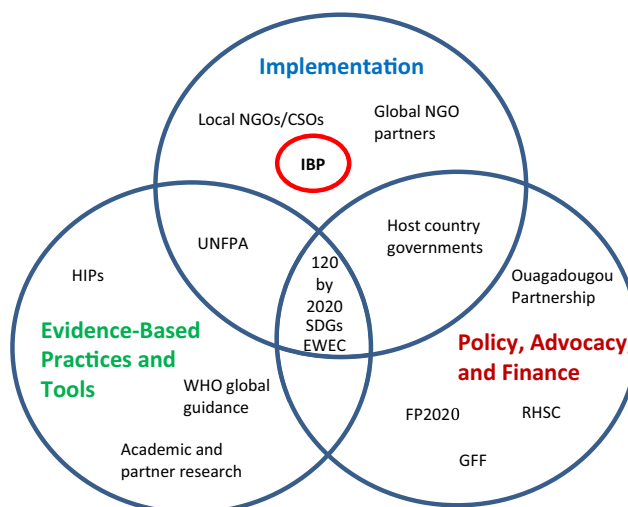 Implementation
Local NGOs/CSOs
Global NGO
partners
IBP
UNFPA
Host country
governments
120
by
2020
SDGs
EWEC
HIPs
Ouagadougou
Partnership
Evidence-Based
Practices and
Tools
Policy, Advocacy,
and Finance
WHO global
guidance
Academic and
partner research
FP2020
RHSC
GFF